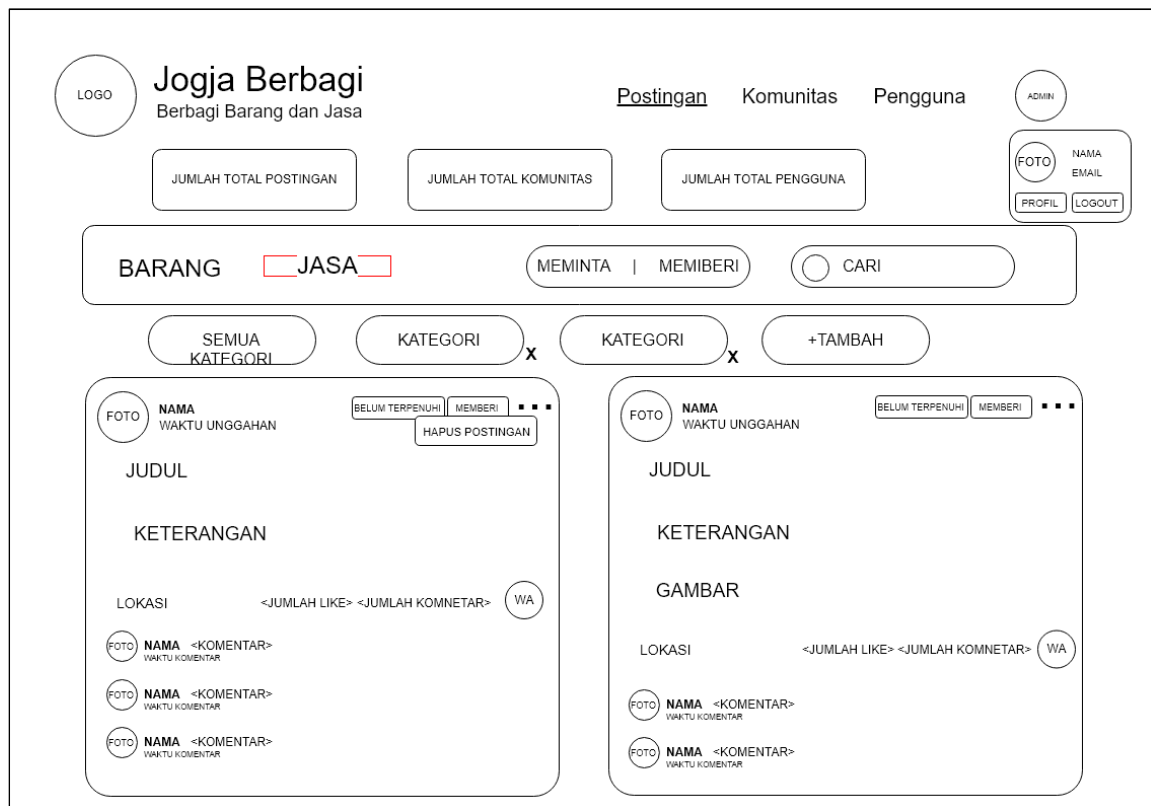 LOGO
Jogja Berbagi
Berbagi Barang dan Jasa
Postingan Komunitas Pengguna
ADMIN
JUMLAH TOTAL POSTINGAN
JUMLAH TOTAL KOMUNITAS
JUMLAH TOTAL PENGGUNA
FOTO
NAMA
EMAIL
PROFIL
LOGOUT
BARANG
JASA
MEMINTA | MEMIBERI
CARI
SEMUA
KATEGORI
KATEGORI
X
KATEGORI
X
+TAMBAH
FOTO
NAMA
WAKTU UNGGAHAN
BELUM TERPENUHI
MEMBERI
HAPUS POSTINGAN
JUDUL
KETERANGAN
LOKASI
<JUMLAH LIKE> <JUMLAH KOMNETAR>
WA
FOTO
NAMA <KOMENTAR>
WAKTU KOMENTAR
FOTO
NAMA <KOMENTAR>
WAKTU KOMENTAR
FOTO
NAMA <KOMENTAR>
WAKTU KOMENTAR
FOTO
NAMA
WAKTU UNGGAHAN
BELUM TERPENUHI
MEMBERI
JUDUL
KETERANGAN
GAMBAR
LOKASI
<JUMLAH LIKE> <JUMLAH KOMNETAR>
WA
FOTO
NAMA <KOMENTAR>
WAKTU KOMENTAR
FOTO
NAMA <KOMENTAR>
WAKTU KOMENTAR